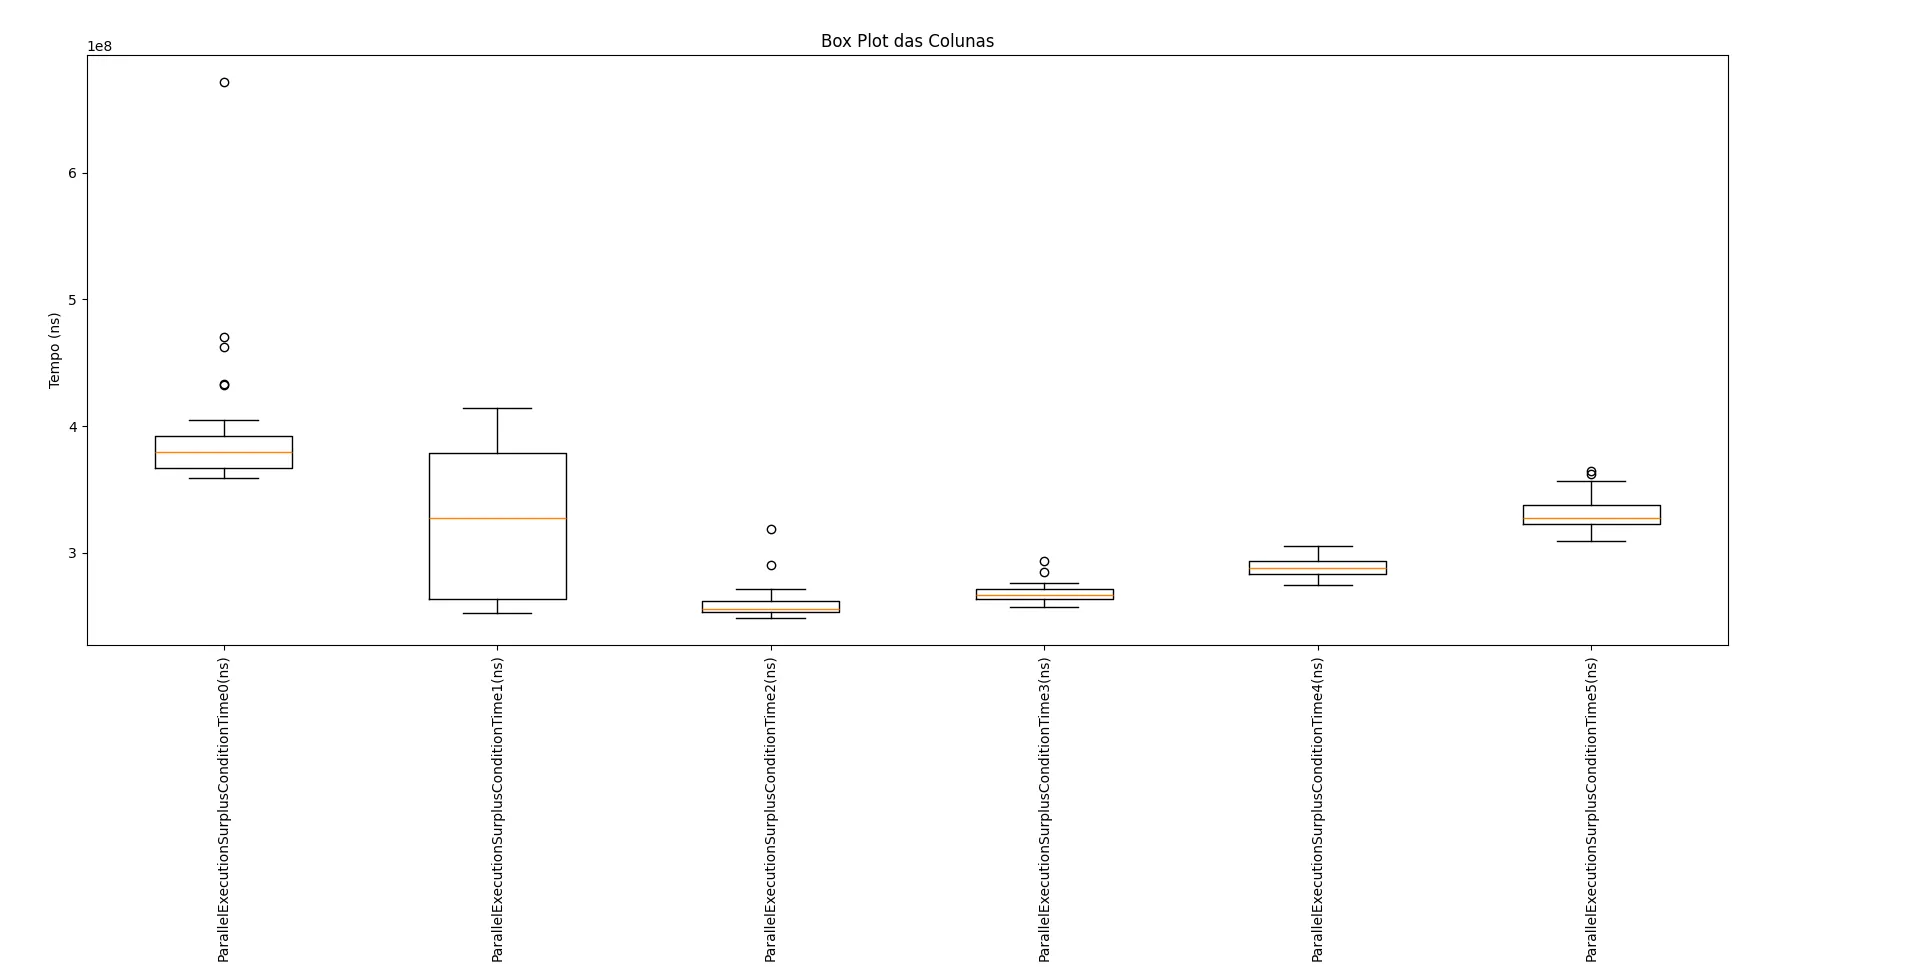 Box Plot das Colunas
1e8
6
5
4
3
Tempo (ns)
ParallelExecutionSurplusConditionTime0(ns)
ParallelExecutionSurplusConditionTime1(ns)
ParallelExecutionSurplusConditionTime2(ns)
ParallelExecutionSurplusConditionTime3(ns)
ParallelExecutionSurplusConditionTime4(ns)
ParallelExecutionSurplusConditionTime5(ns)